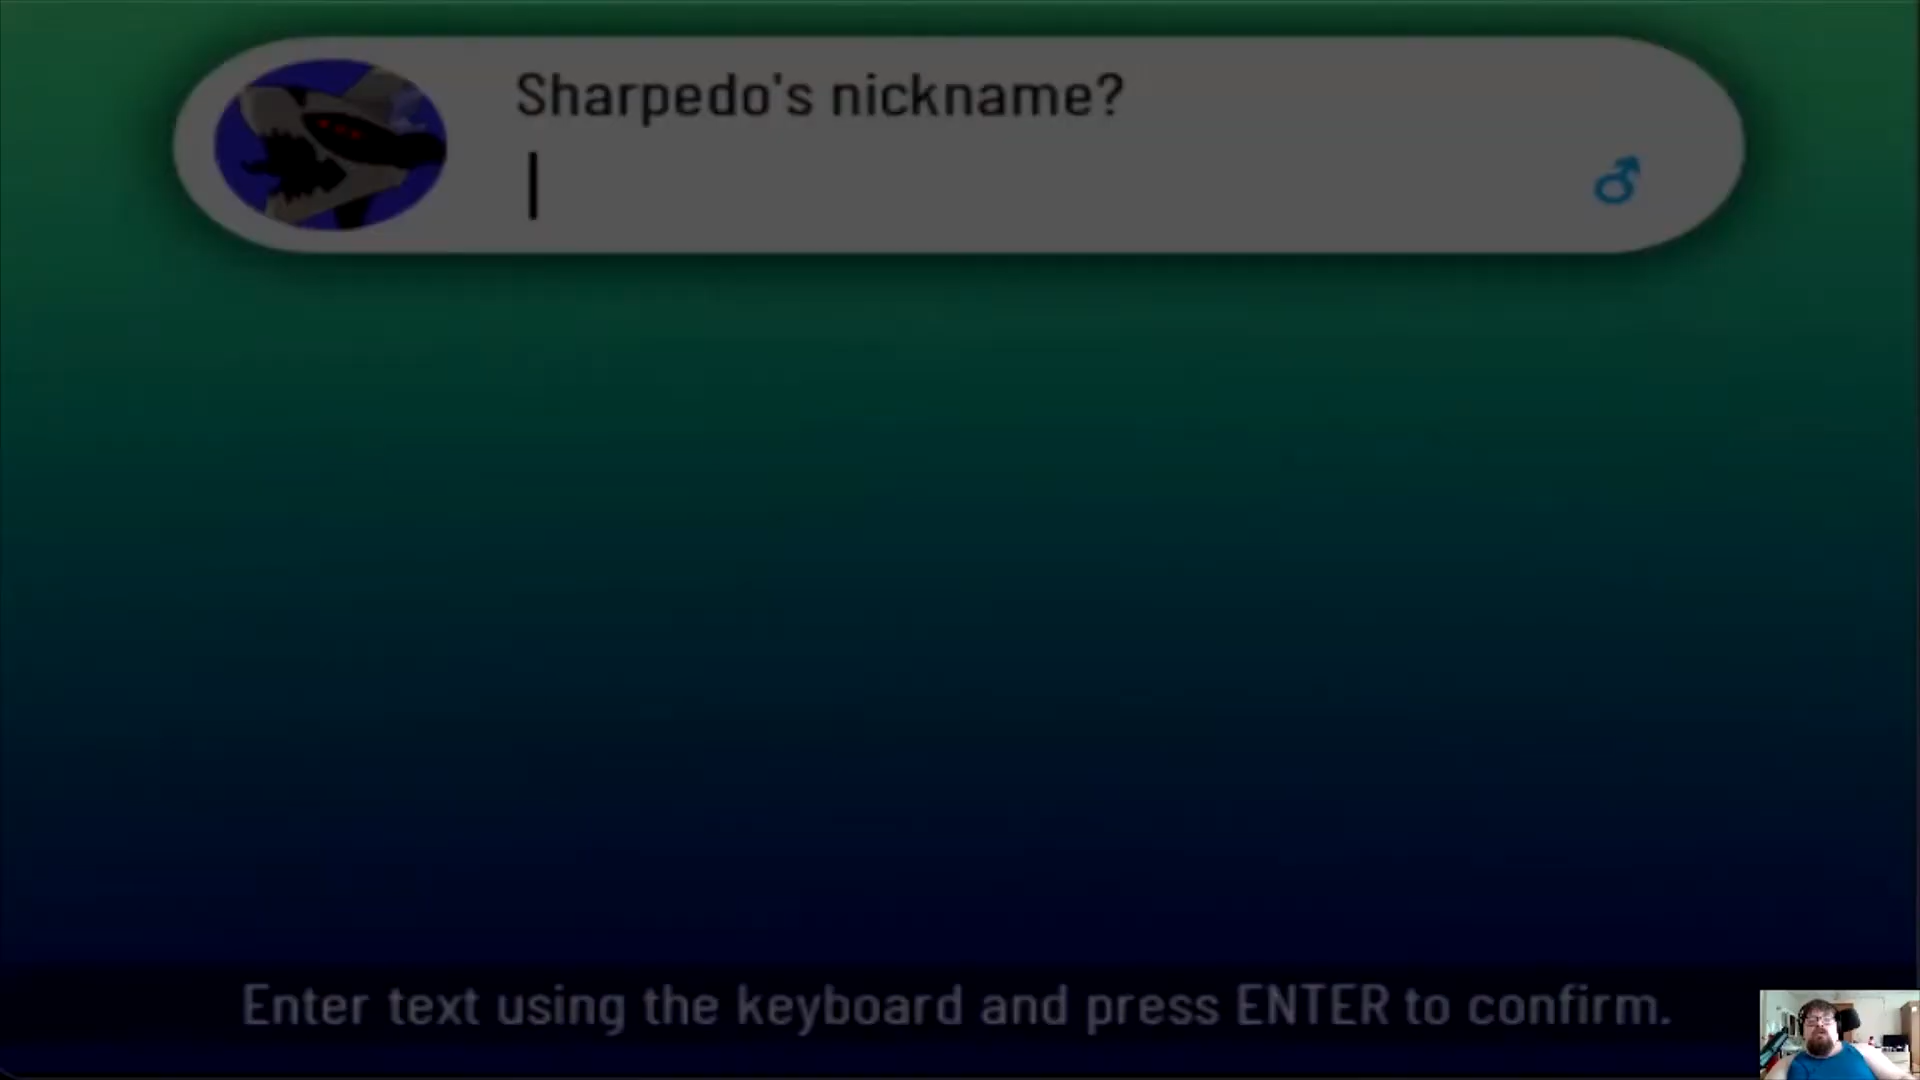 Sharpedo's nickname?
Enter text using the keyboard and press ENTER to confirm.